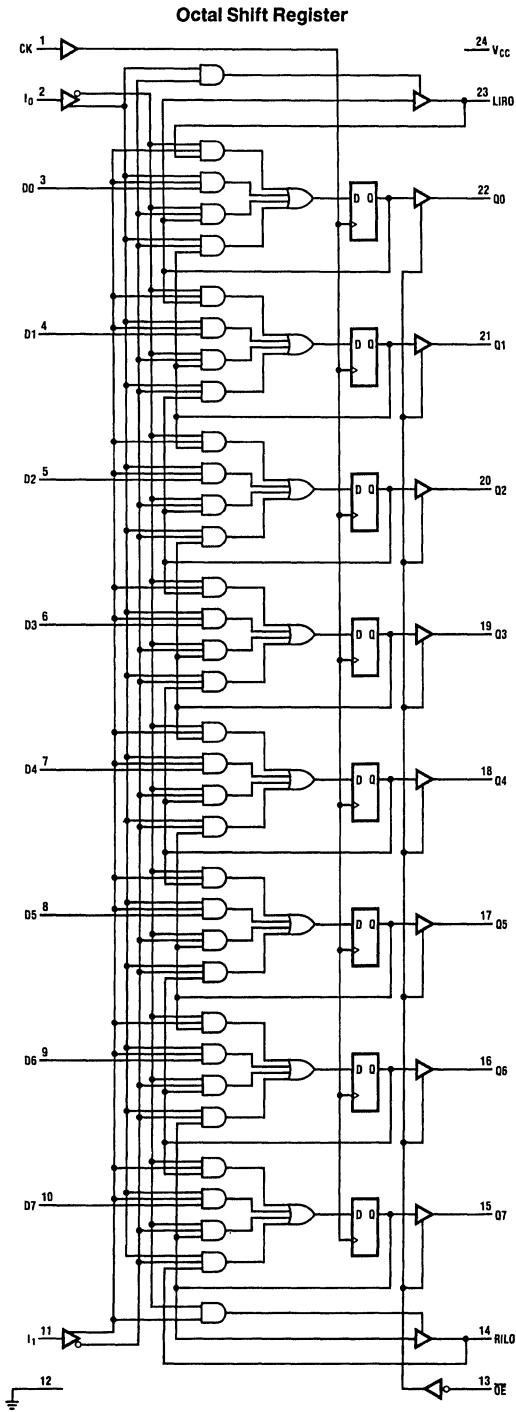 Octal Shift Register
CK 1
24 VCC
I0 2
23 LIRO
D0 3
D Q
22 Q0
D1 4
D Q
21 Q1
D2 5
D Q
20 Q2
D3 6
D Q
19 Q3
D4 7
D Q
18 Q4
D5 8
D Q
17 Q5
D6 9
D Q
16 Q6
D7 10
D Q
15 Q7
I1 11
14 RILO
12
13 O̅E̅